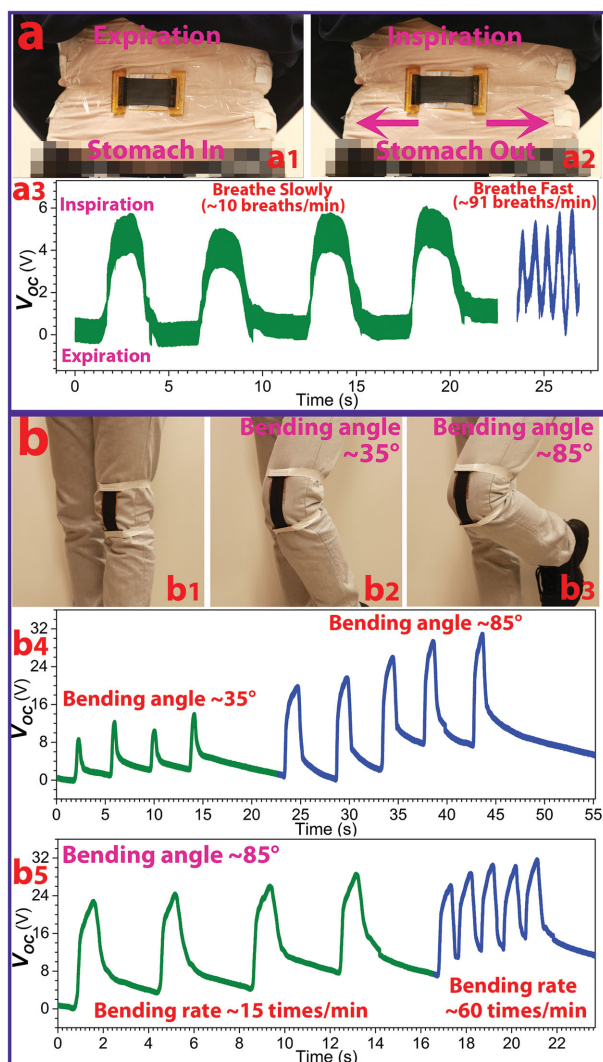 a
Expiration
Stomach In
a1
Inspiration
Stomach Out
a2
a3
Inspiration
Expiration
Breathe Slowly
(~10 breaths/min)
Breathe Fast
(~91 breaths/min)
6
4
2
0
VOC (V)
0 5 10 15 20 25
Time (s)
b
b1
Bending angle
~35°
b2
Bending angle
~85°
b3
b4
Bending angle ~35°
Bending angle ~85°
32
24
16
8
0
VOC (V)
0 5 10 15 20 25 30 35 40 45 50 55
Time (s)
b5
Bending angle ~85°
32
24
16
8
0
VOC (V)
Bending rate ~15 times/min
Bending rate
~60 times/min
0 2 4 6 8 10 12 14 16 18 20 22
Time (s)